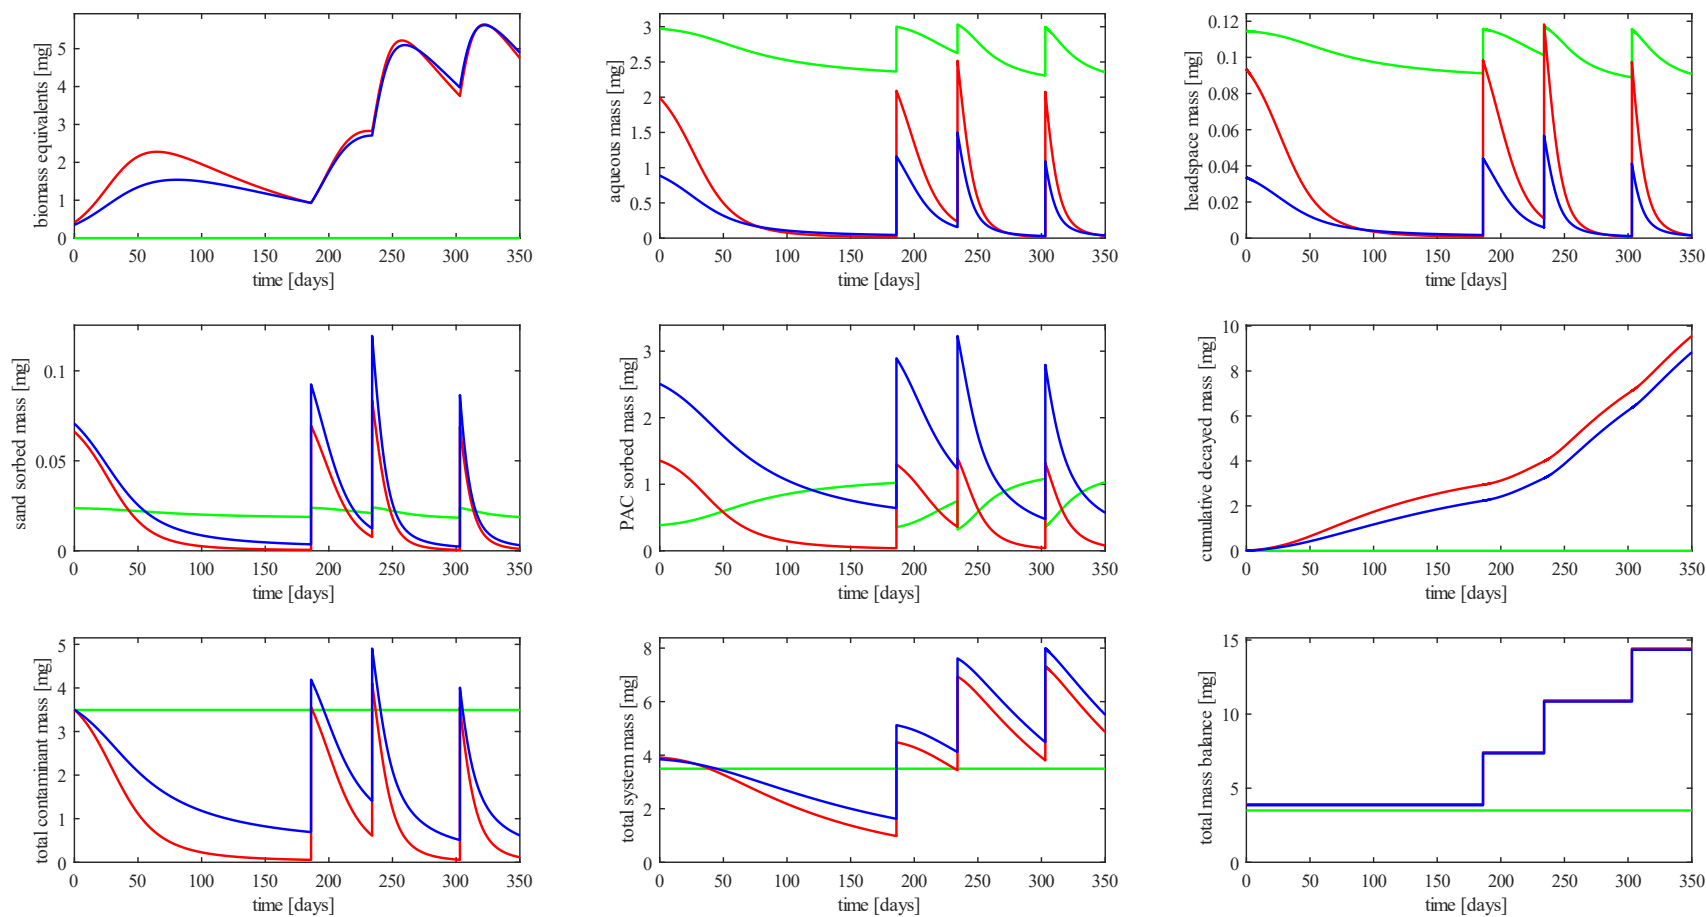 biomass equivalents [mg]
5
4
3
2
1
0
0 50 100 150 200 250 300 350
time [days]
aqueous mass [mg]
3
2.5
2
1.5
1
0.5
0
0 50 100 150 200 250 300 350
time [days]
headspace mass [mg]
0.12
0.1
0.08
0.06
0.04
0.02
0
0 50 100 150 200 250 300 350
time [days]
sand sorbed mass [mg]
0.1
0.05
0
0 50 100 150 200 250 300 350
time [days]
PAC sorbed mass [mg]
3
2
1
0
0 50 100 150 200 250 300 350
time [days]
cumulative decayed mass [mg]
10
8
6
4
2
0
0 50 100 150 200 250 300 350
time [days]
total contaminant mass [mg]
5
4
3
2
1
0
0 50 100 150 200 250 300 350
time [days]
total system mass [mg]
8
6
4
2
0
0 50 100 150 200 250 300 350
time [days]
total mass balance [mg]
15
10
5
0
0 50 100 150 200 250 300 350
time [days]